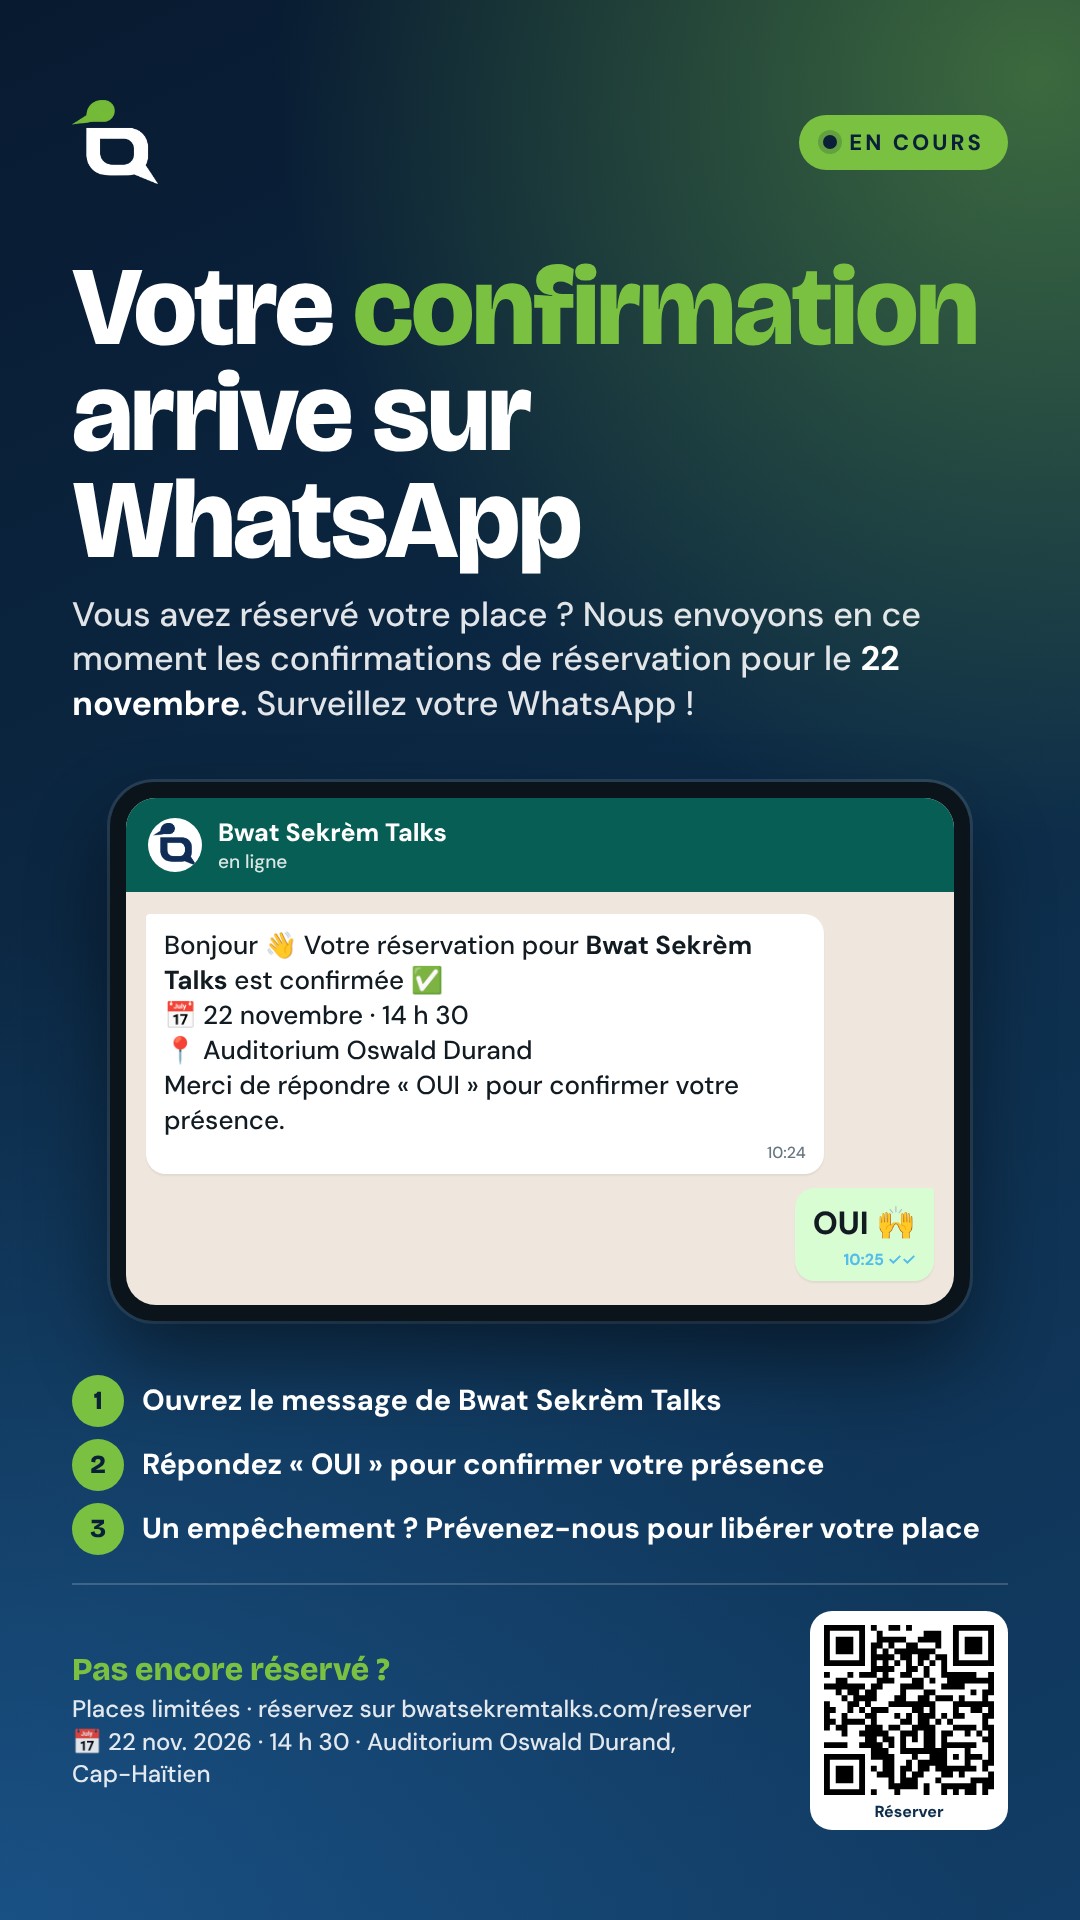 EN COURS
Votre confirmation
arrive sur
WhatsApp
Vous avez réservé votre place ? Nous envoyons en ce
moment les confirmations de réservation pour le 22
novembre. Surveillez votre WhatsApp !
Bwat Sekrèm Talks
en ligne
Bonjour 👋 Votre réservation pour Bwat Sekrèm
Talks est confirmée ✅
📅 22 novembre · 14 h 30
📍 Auditorium Oswald Durand
Merci de répondre « OUI » pour confirmer votre
présence.
10:24
OUI 🙌
10:25 ✓✓
1 Ouvrez le message de Bwat Sekrèm Talks
2 Répondez « OUI » pour confirmer votre présence
3 Un empêchement ? Prévenez-nous pour libérer votre place
Pas encore réservé ?
Places limitées · réservez sur bwatsekremtalks.com/reserver
📅 22 nov. 2026 · 14 h 30 · Auditorium Oswald Durand,
Cap-Haïtien
Réserver